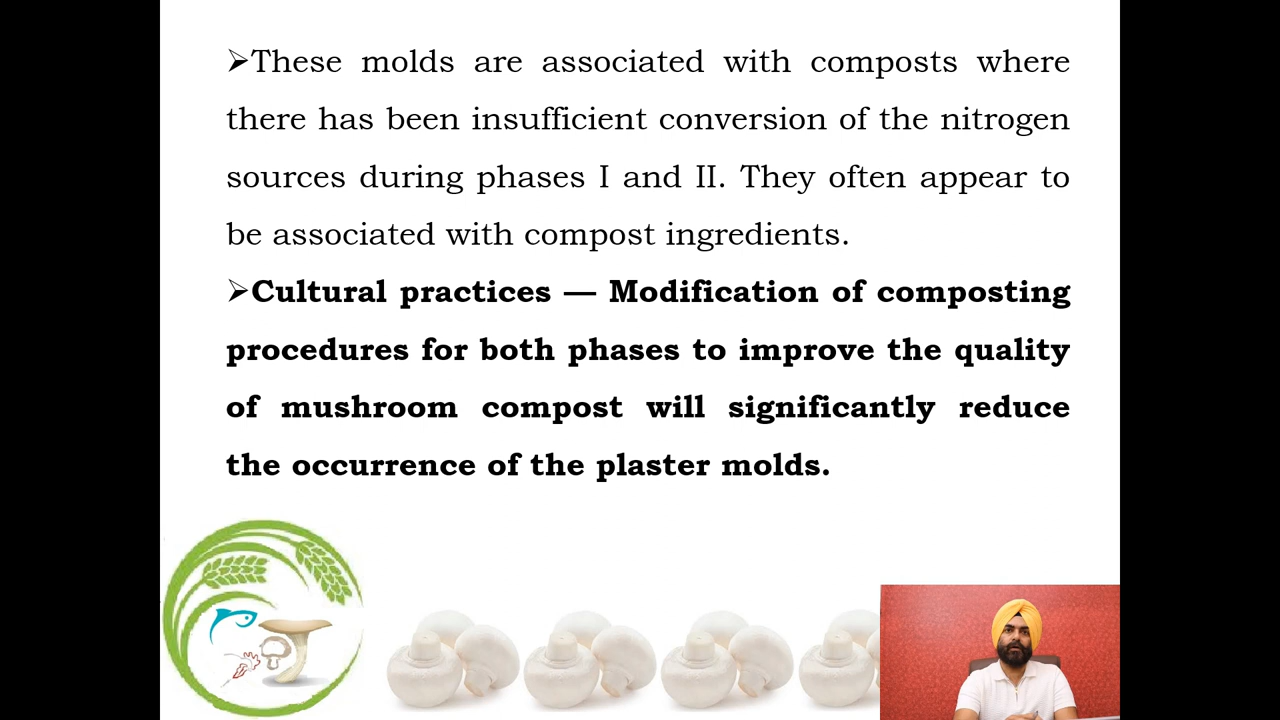 ➢These molds are associated with composts where
there has been insufficient conversion of the nitrogen
sources during phases I and II. They often appear to
be associated with compost ingredients.
➢Cultural practices — Modification of composting
procedures for both phases to improve the quality
of mushroom compost will significantly reduce
the occurrence of the plaster molds.